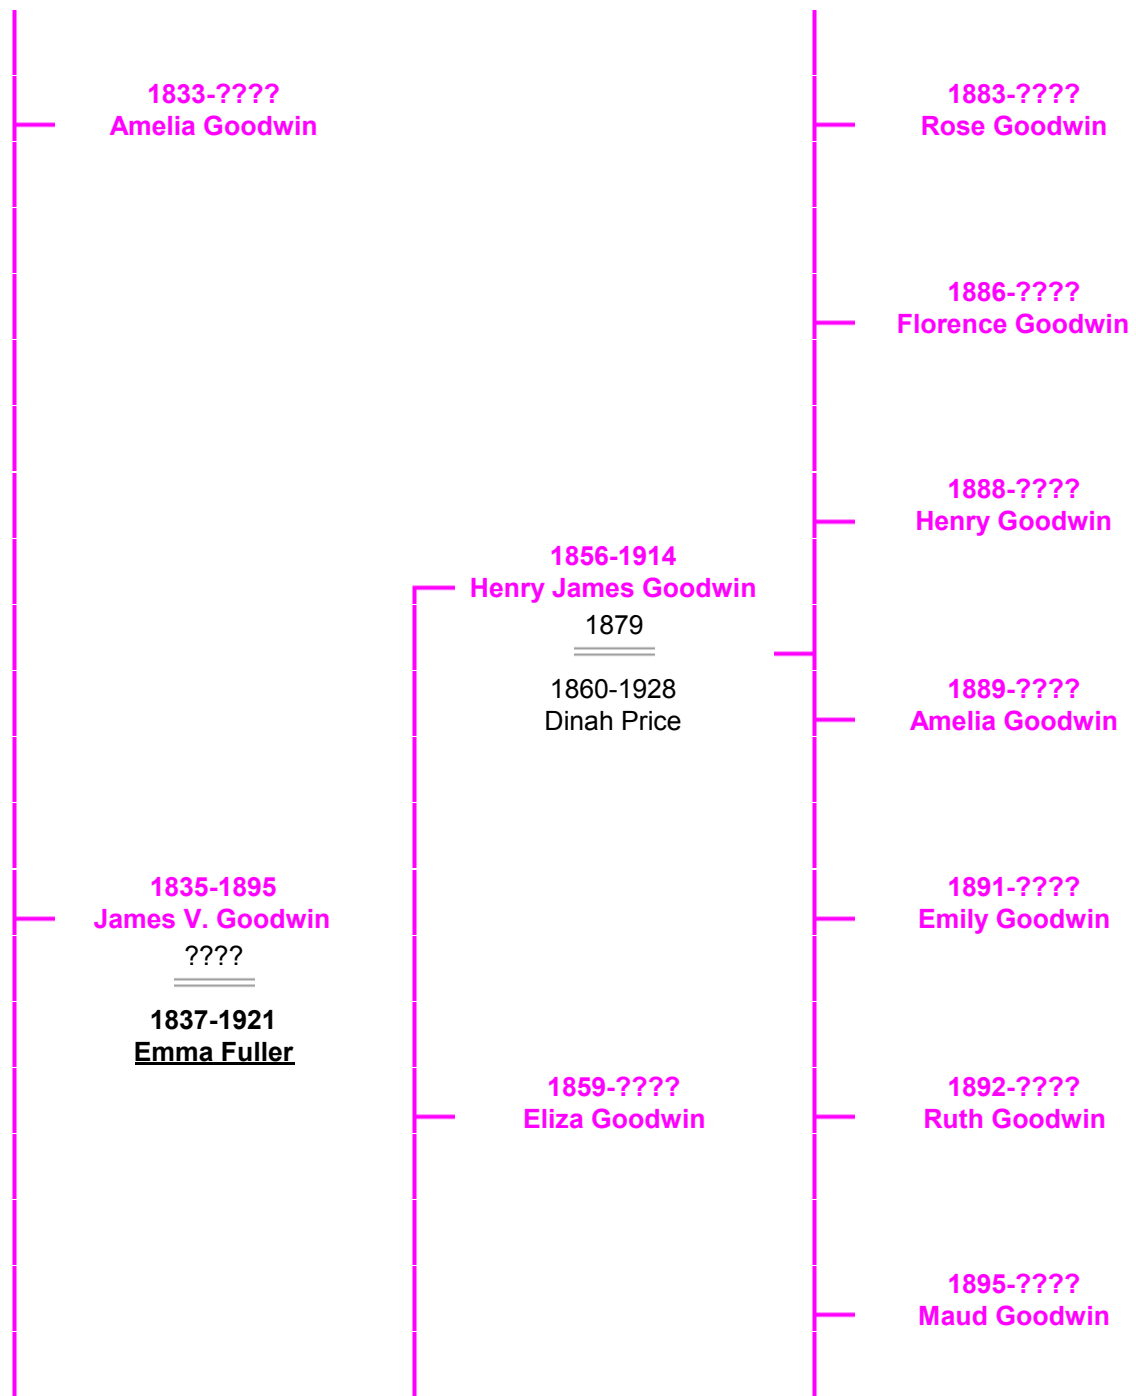 1833-????
Amelia Goodwin
1883-????
Rose Goodwin
1886-????
Florence Goodwin
1888-????
Henry Goodwin
1856-1914
Henry James Goodwin
1879
1860-1928
Dinah Price
1889-????
Amelia Goodwin
1835-1895
James V. Goodwin
????
1837-1921
Emma Fuller
1891-????
Emily Goodwin
1859-????
Eliza Goodwin
1892-????
Ruth Goodwin
1895-????
Maud Goodwin